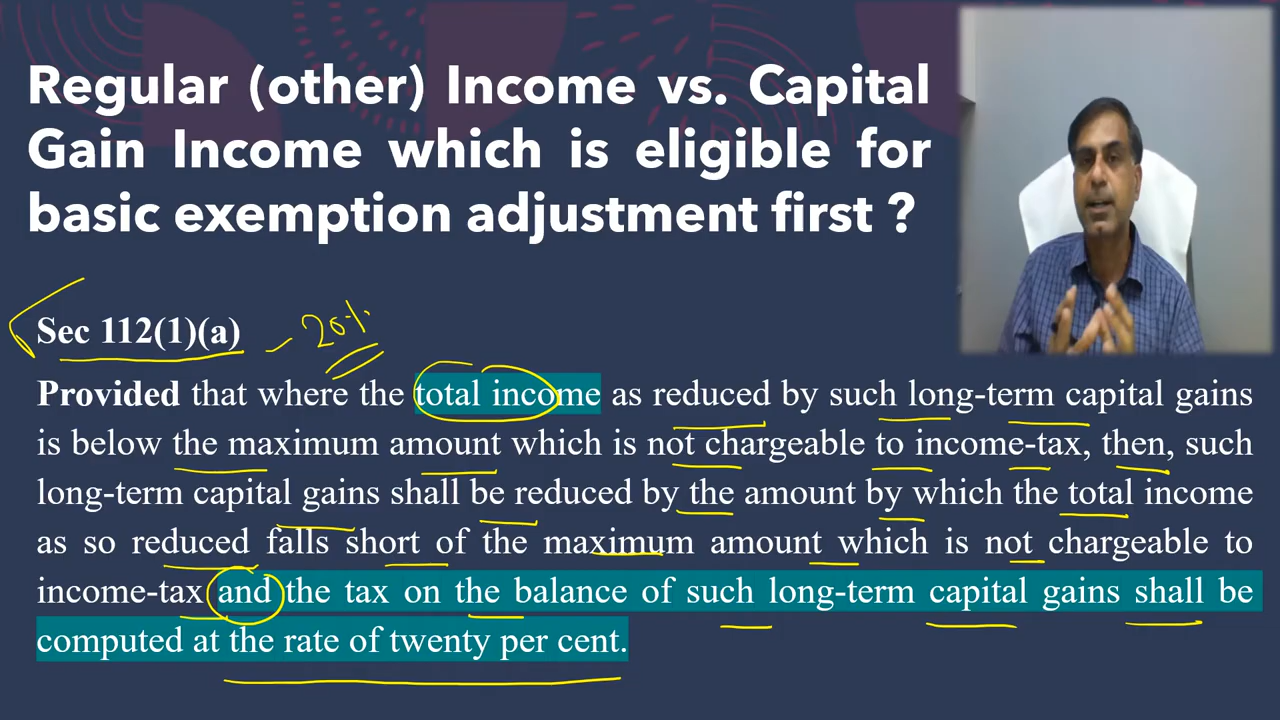 Regular (other) Income vs. Capital
Gain Income which is eligible for
basic exemption adjustment first ?
Sec 112(1)(a) - 20%
Provided that where the total income as reduced by such long-term capital gains
is below the maximum amount which is not chargeable to income-tax, then, such
long-term capital gains shall be reduced by the amount by which the total income
as so reduced falls short of the maximum amount which is not chargeable to
income-tax and the tax on the balance of such long-term capital gains shall be
computed at the rate of twenty per cent.